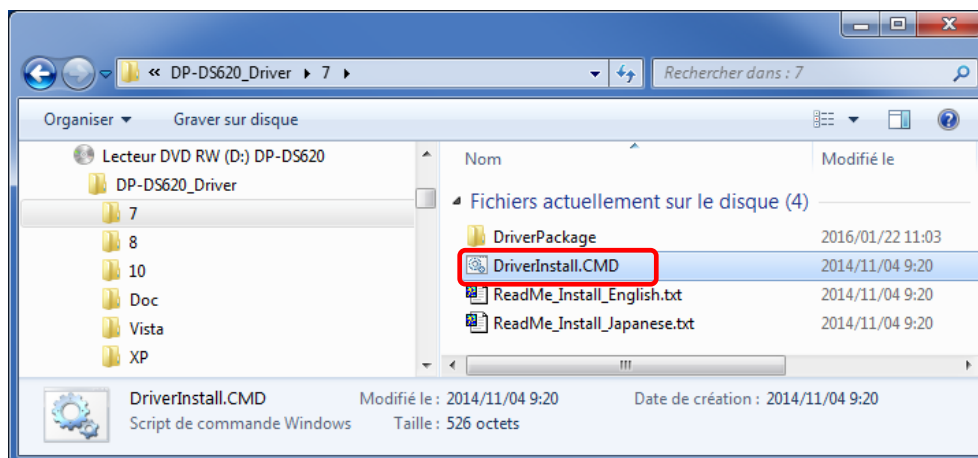 « DP-DS620_Driver ▸ 7 ▸
Rechercher dans : 7
Organiser Graver sur disque
Lecteur DVD RW (D:) DP-DS620
DP-DS620_Driver
7
8
10
Doc
Vista
XP
Nom Modifié le
Fichiers actuellement sur le disque (4)
DriverPackage 2016/01/22 11:03
DriverInstall.CMD 2014/11/04 9:20
ReadMe_Install_English.txt 2014/11/04 9:20
ReadMe_Install_Japanese.txt 2014/11/04 9:20
DriverInstall.CMD Modifié le : 2014/11/04 9:20 Date de création : 2014/11/04 9:20
Script de commande Windows Taille : 526 octets